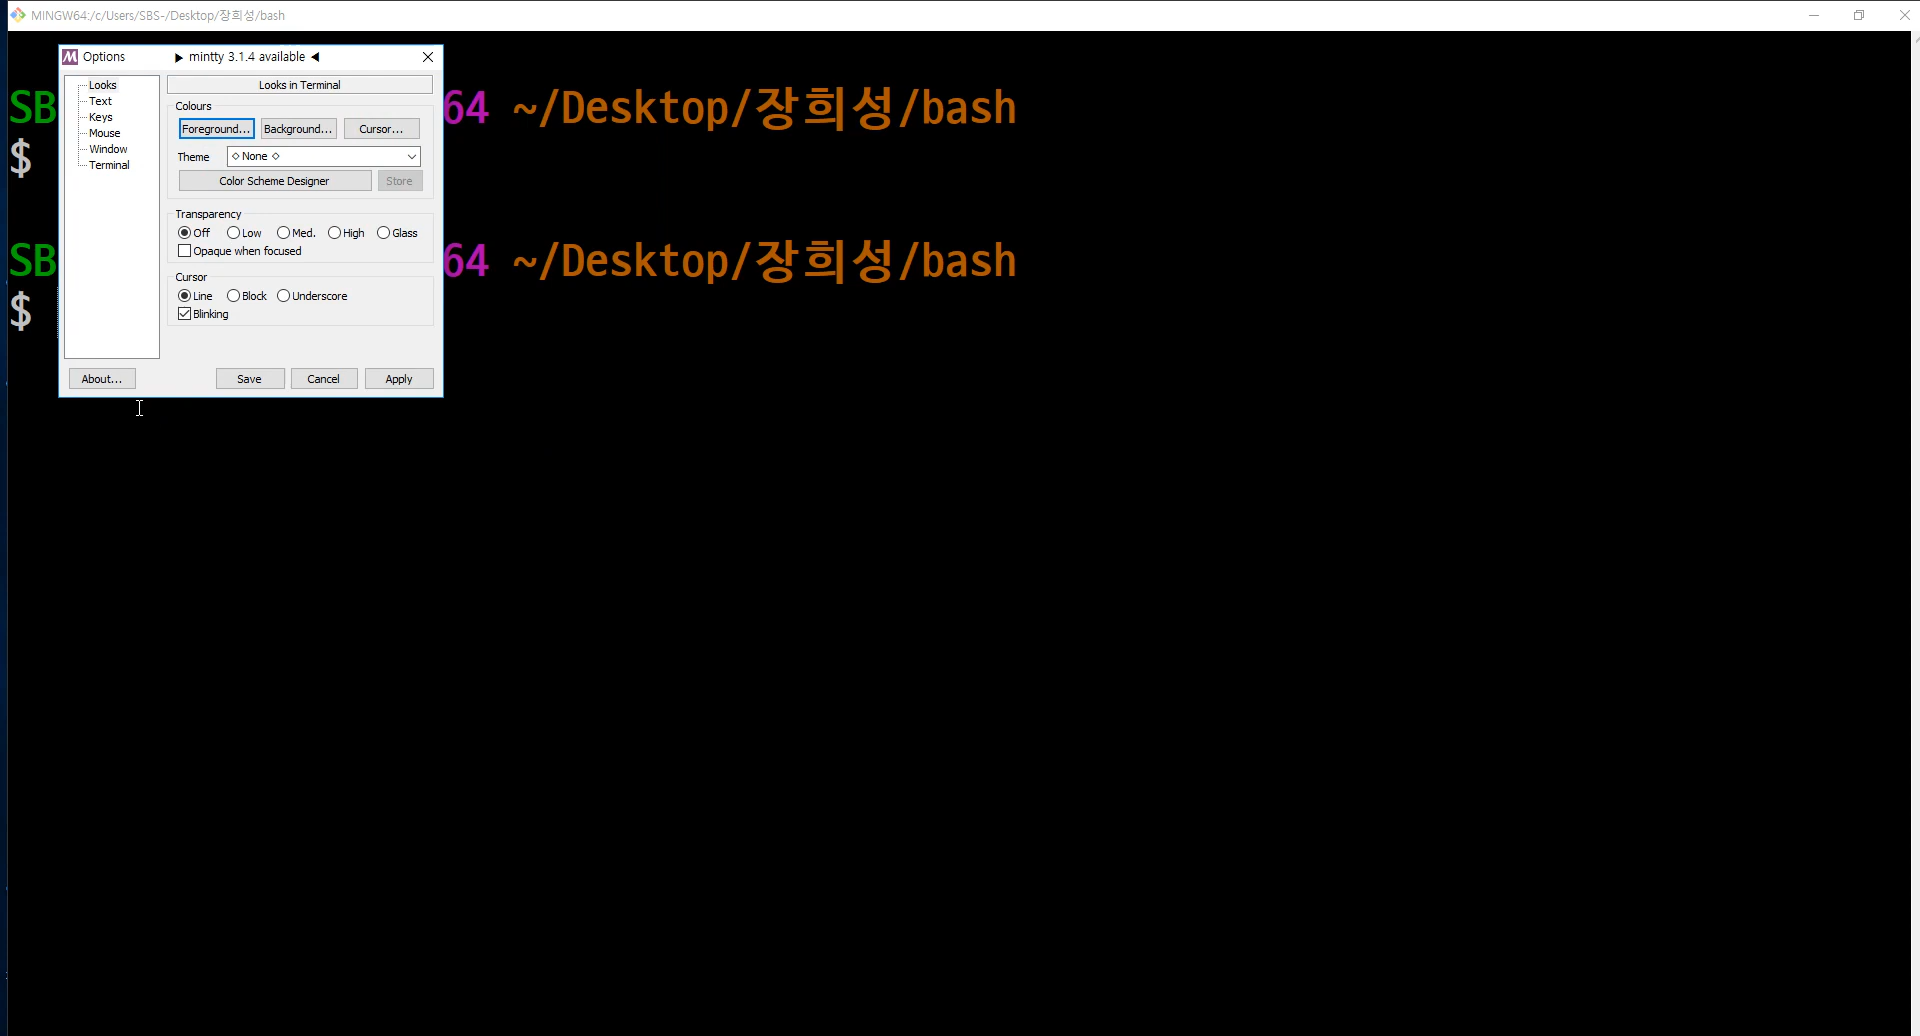 MINGW64:/c/Users/SBS-/Desktop/장희성/bash
Options ▶ mintty 3.1.4 available ◀
Looks
Text
Keys
Mouse
Window
Terminal
Looks in Terminal
Colours
Foreground... Background... Cursor...
Theme ◇ None ◇
Color Scheme Designer Store
Transparency
Off Low Med. High Glass
Opaque when focused
Cursor
Line Block Underscore
Blinking
About... Save Cancel Apply
SB 64 ~/Desktop/장희성/bash
$
SB 64 ~/Desktop/장희성/bash
$